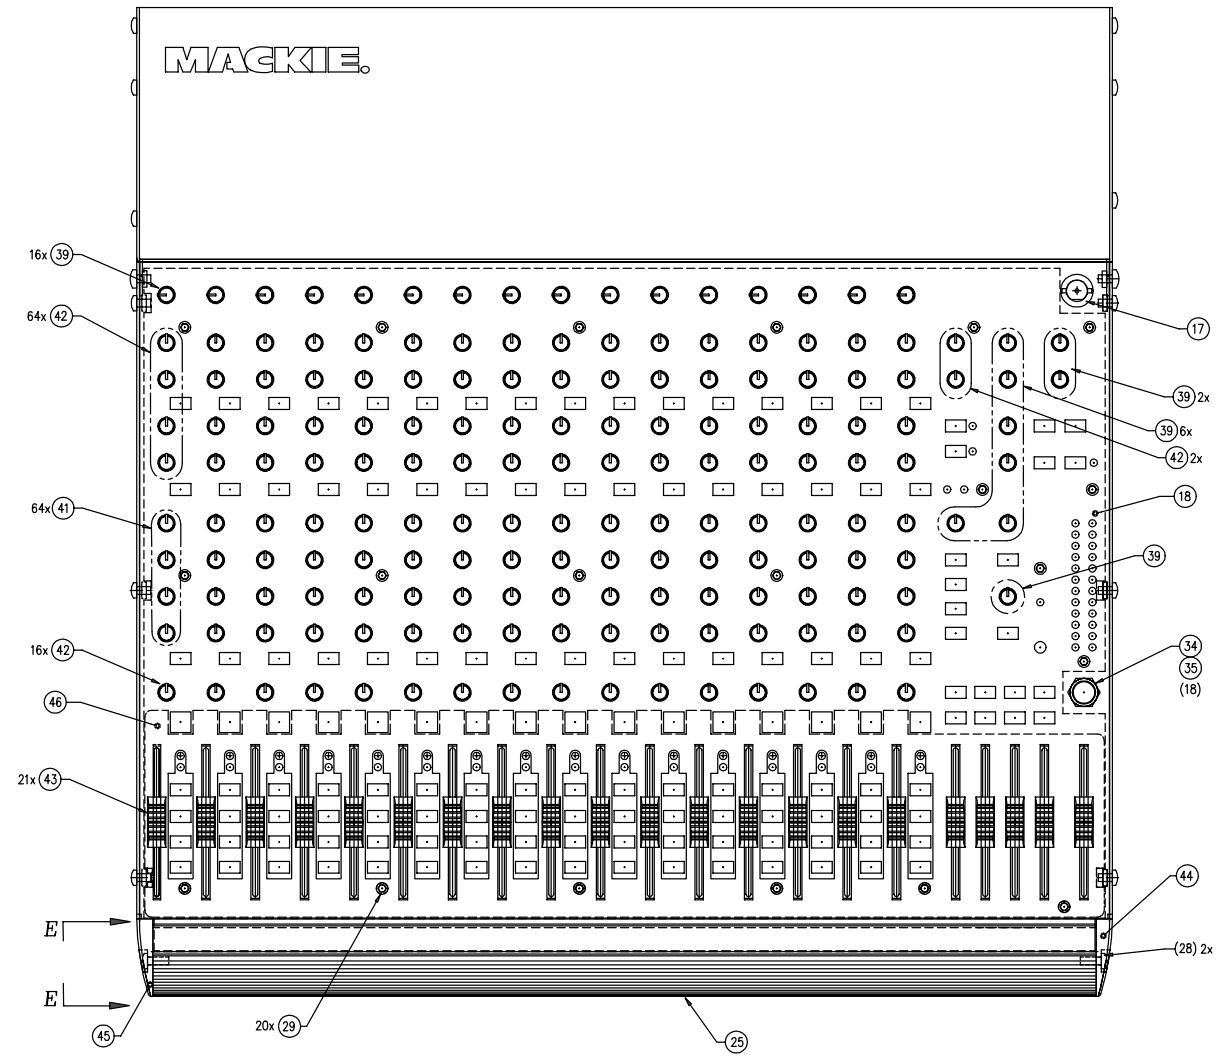 MACKIE.
16x 39
64x 42
17
39 2x
39 6x
42 2x
64x 41
18
39
16x 42
34
35
(18)
46
21x 43
44
E
(28) 2x
E
45
20x 29
25